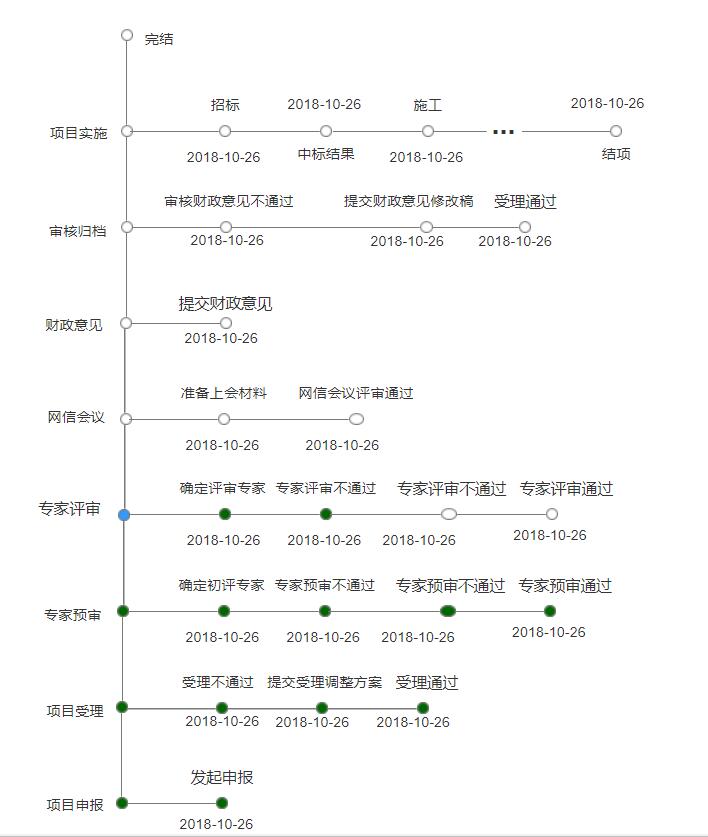 完结
招标 2018-10-26 施工 2018-10-26
项目实施 ...
2018-10-26 中标结果 2018-10-26 结项
审核财政意见不通过 提交财政意见修改稿 受理通过
审核归档
2018-10-26 2018-10-26 2018-10-26
提交财政意见
财政意见
2018-10-26
准备上会材料 网信会议评审通过
网信会议
2018-10-26 2018-10-26
确定评审专家 专家评审不通过 专家评审不通过 专家评审通过
专家评审
2018-10-26 2018-10-26 2018-10-26 2018-10-26
确定初评专家 专家预审不通过 专家预审不通过 专家预审通过
专家预审
2018-10-26 2018-10-26 2018-10-26 2018-10-26
受理不通过 提交受理调整方案 受理通过
项目受理
2018-10-26 2018-10-26 2018-10-26
发起申报
项目申报
2018-10-26